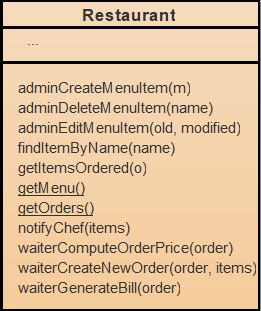 Restaurant
...
adminCreateMenuItem(m)
adminDeleteMenuItem(name)
adminEditMenuItem(old, modified)
findItemByName(name)
getItemsOrdered(o)
getMenu()
getOrders()
notifyChef(items)
waiterComputeOrderPrice(order)
waiterCreateNewOrder(order, items)
waiterGenerateBill(order)